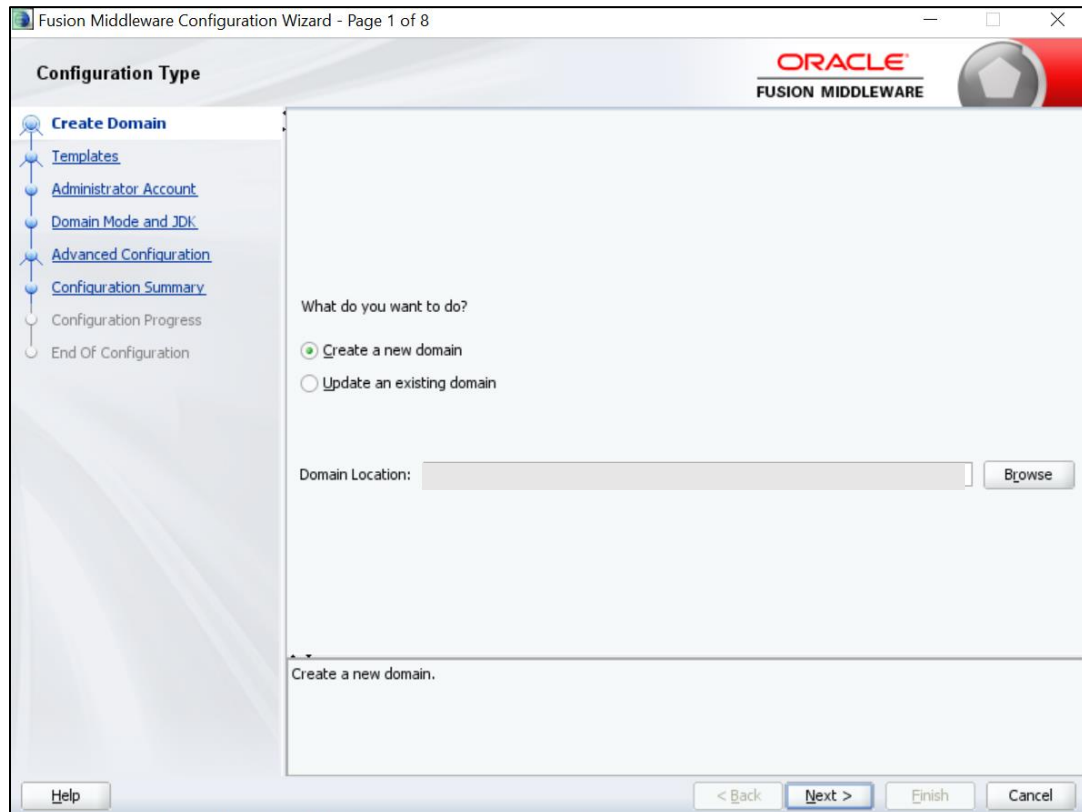 Fusion Middleware Configuration Wizard - Page 1 of 8
Configuration Type
ORACLE
FUSION MIDDLEWARE
Create Domain
Templates
Administrator Account
Domain Mode and JDK
Advanced Configuration
Configuration Summary
Configuration Progress
End Of Configuration
What do you want to do?
Create a new domain
Update an existing domain
Domain Location:
Browse
Create a new domain.
Help
< Back
Next >
Finish
Cancel